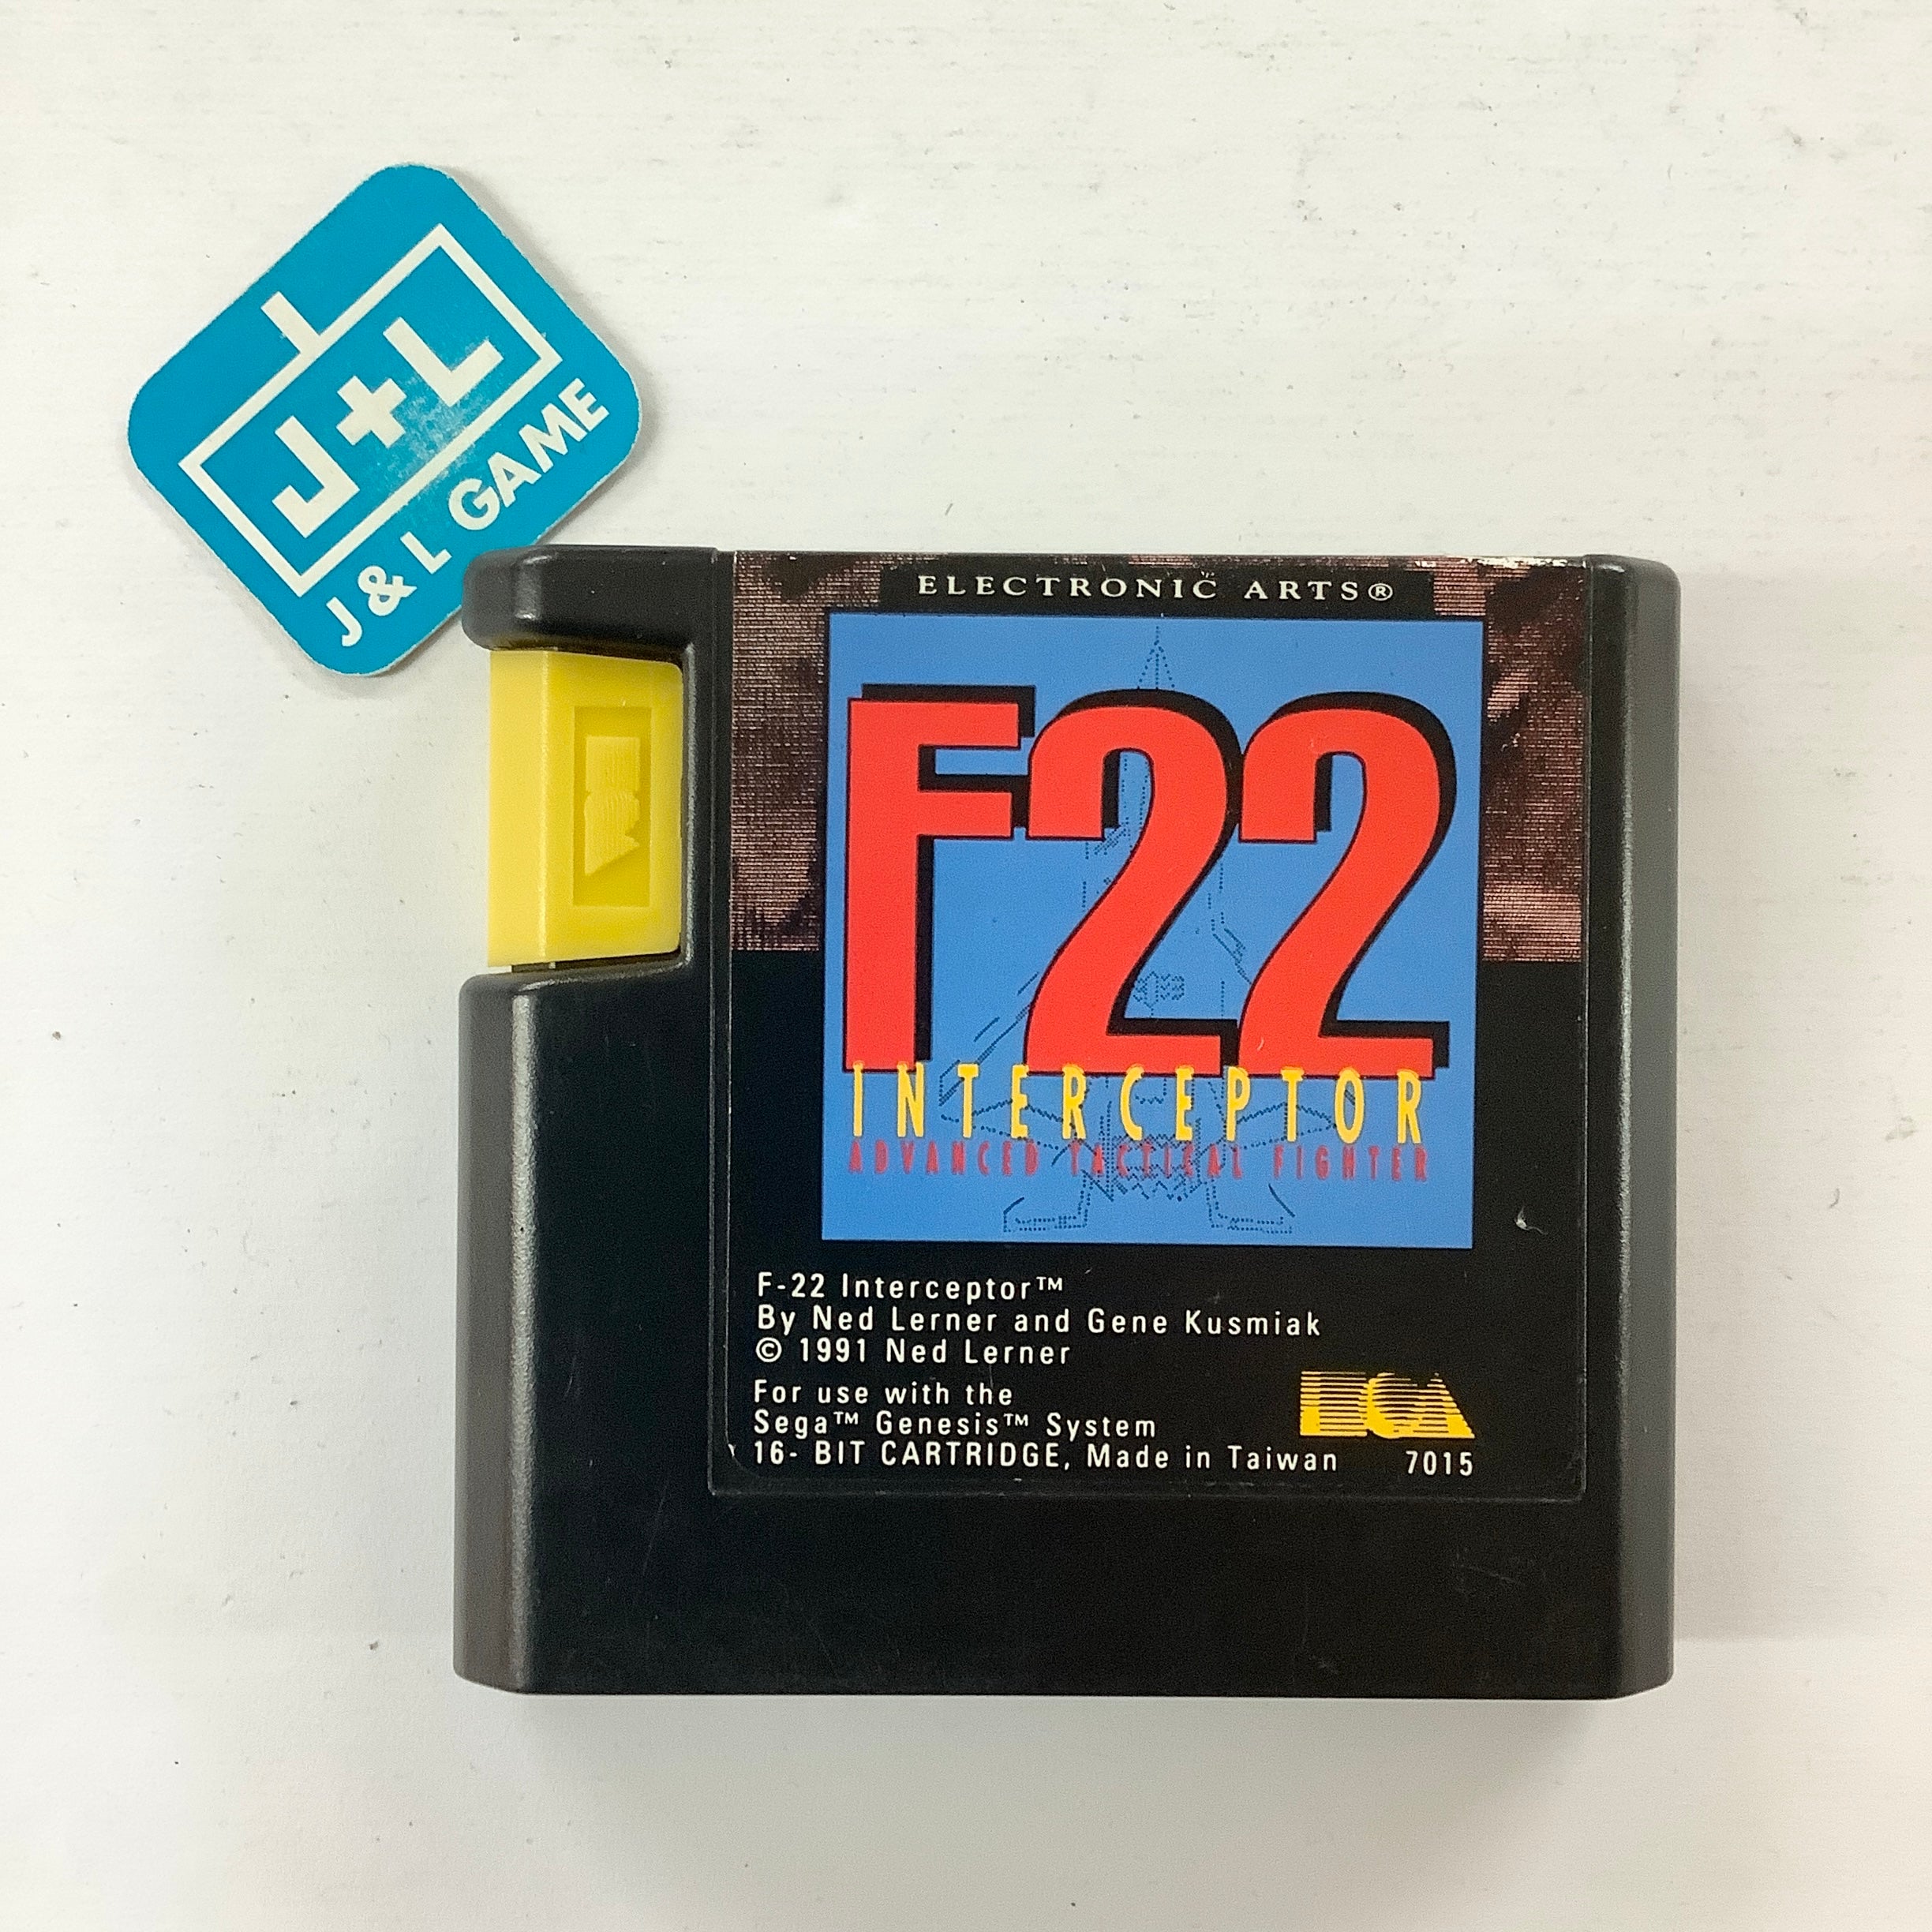 J+L
J & L GAME
ELECTRONIC ARTS®
F22
INTERCEPTOR
ADVANCED TACTICAL FIGHTER
F-22 Interceptor™
By Ned Lerner and Gene Kusmiak
© 1991 Ned Lerner
For use with the
Sega™ Genesis™ System
16- BIT CARTRIDGE, Made in Taiwan 7015